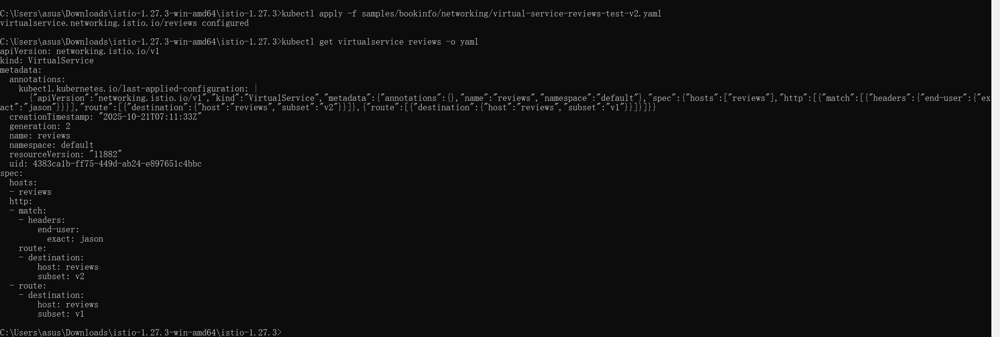 C:\Users\asus\Downloads\istio-1.27.3-win-amd64\istio-1.27.3>kubectl apply -f samples/bookinfo/networking/virtual-service-reviews-test-v2.yaml
virtualservice.networking.istio.io/reviews configured
C:\Users\asus\Downloads\istio-1.27.3-win-amd64\istio-1.27.3>kubectl get virtualservice reviews -o yaml
apiVersion: networking.istio.io/v1
kind: VirtualService
metadata:
  annotations:
    kubectl.kubernetes.io/last-applied-configuration: |
      {"apiVersion":"networking.istio.io/v1","kind":"VirtualService","metadata":{"annotations":{},"name":"reviews","namespace":"default"},"spec":{"hosts":["reviews"],"http":[{"match":[{"headers":{"end-user":{"ex
act":"jason"}}}],"route":[{"destination":{"host":"reviews","subset":"v2"}}]},{"route":[{"destination":{"host":"reviews","subset":"v1"}}]}]}}
  creationTimestamp: "2025-10-21T07:11:33Z"
  generation: 2
  name: reviews
  namespace: default
  resourceVersion: "11882"
  uid: 4383ca1b-ff75-449d-ab24-e897651c4bbc
spec:
  hosts:
  - reviews
  http:
  - match:
    - headers:
        end-user:
          exact: jason
    route:
    - destination:
        host: reviews
        subset: v2
  - route:
    - destination:
        host: reviews
        subset: v1
C:\Users\asus\Downloads\istio-1.27.3-win-amd64\istio-1.27.3>